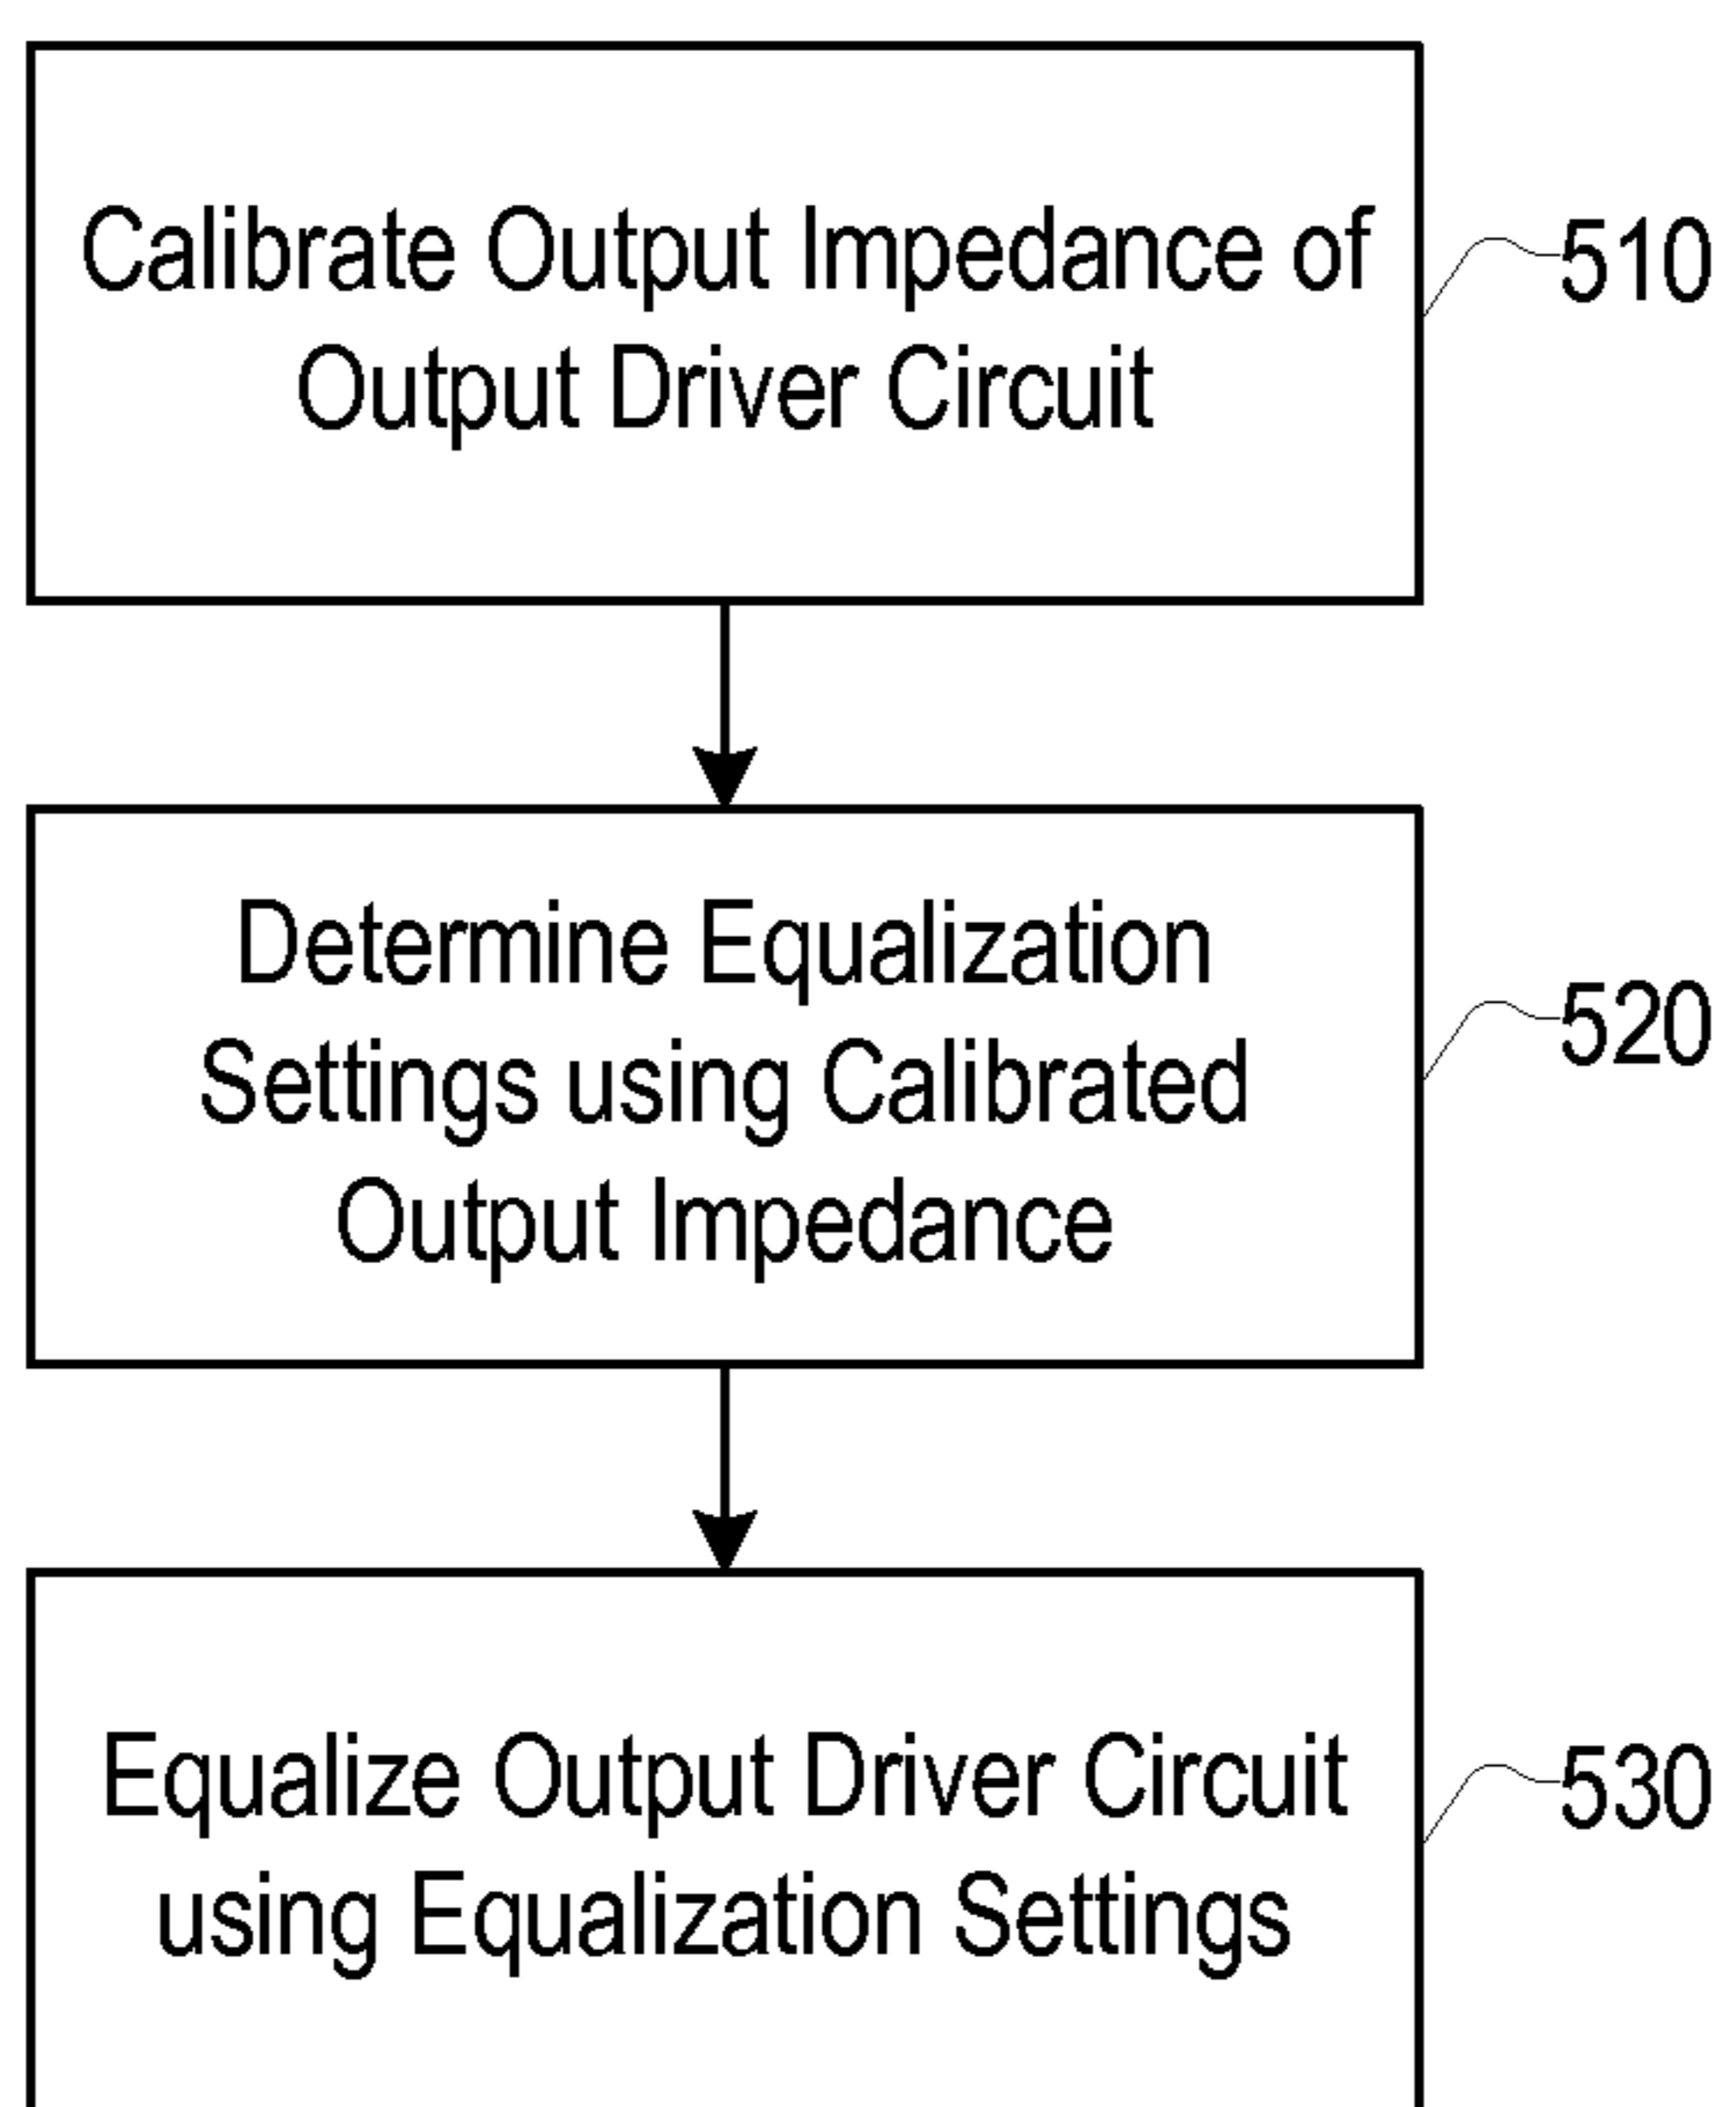 Calibrate Output Impedance of
Output Driver Circuit
510
Determine Equalization
Settings using Calibrated
Output Impedance
520
Equalize Output Driver Circuit
using Equalization Settings
530